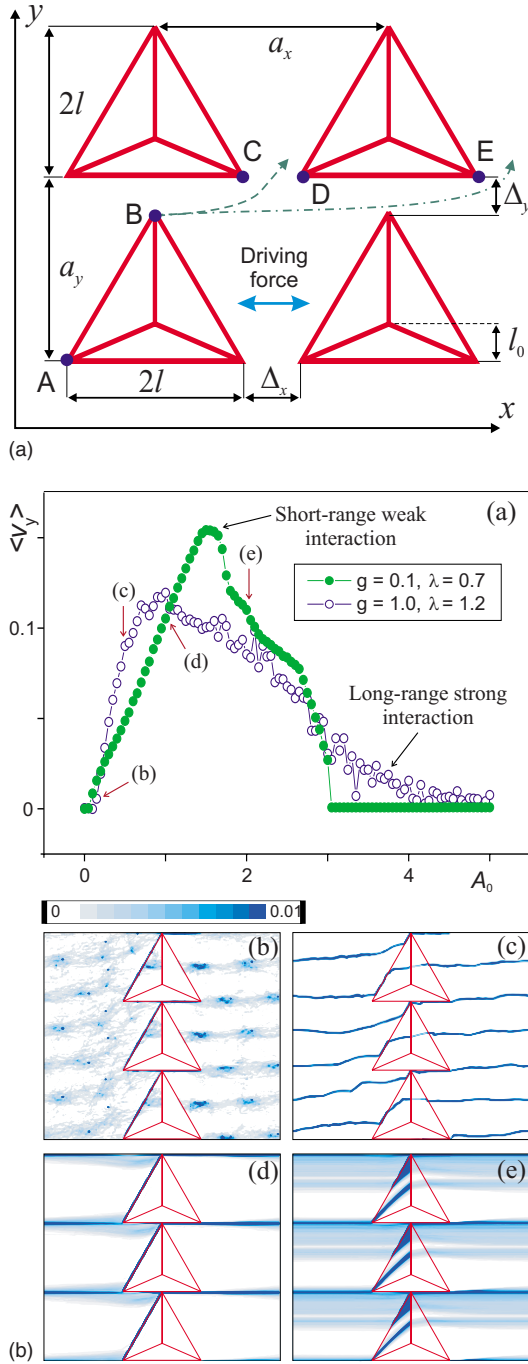 y
a_x
2l
C
E
D
Δ_y
B
a_y
Driving
force
l_0
A
2l
Δ_x
x
(a)
<v_y>
(a)
Short-range weak
interaction
(e)
g = 0.1, λ = 0.7
g = 1.0, λ = 1.2
(c)
0.1
(d)
Long-range strong
interaction
(b)
0
0 2 4 A_0
0 0.01
(b) (c)
(d) (e)
(b)